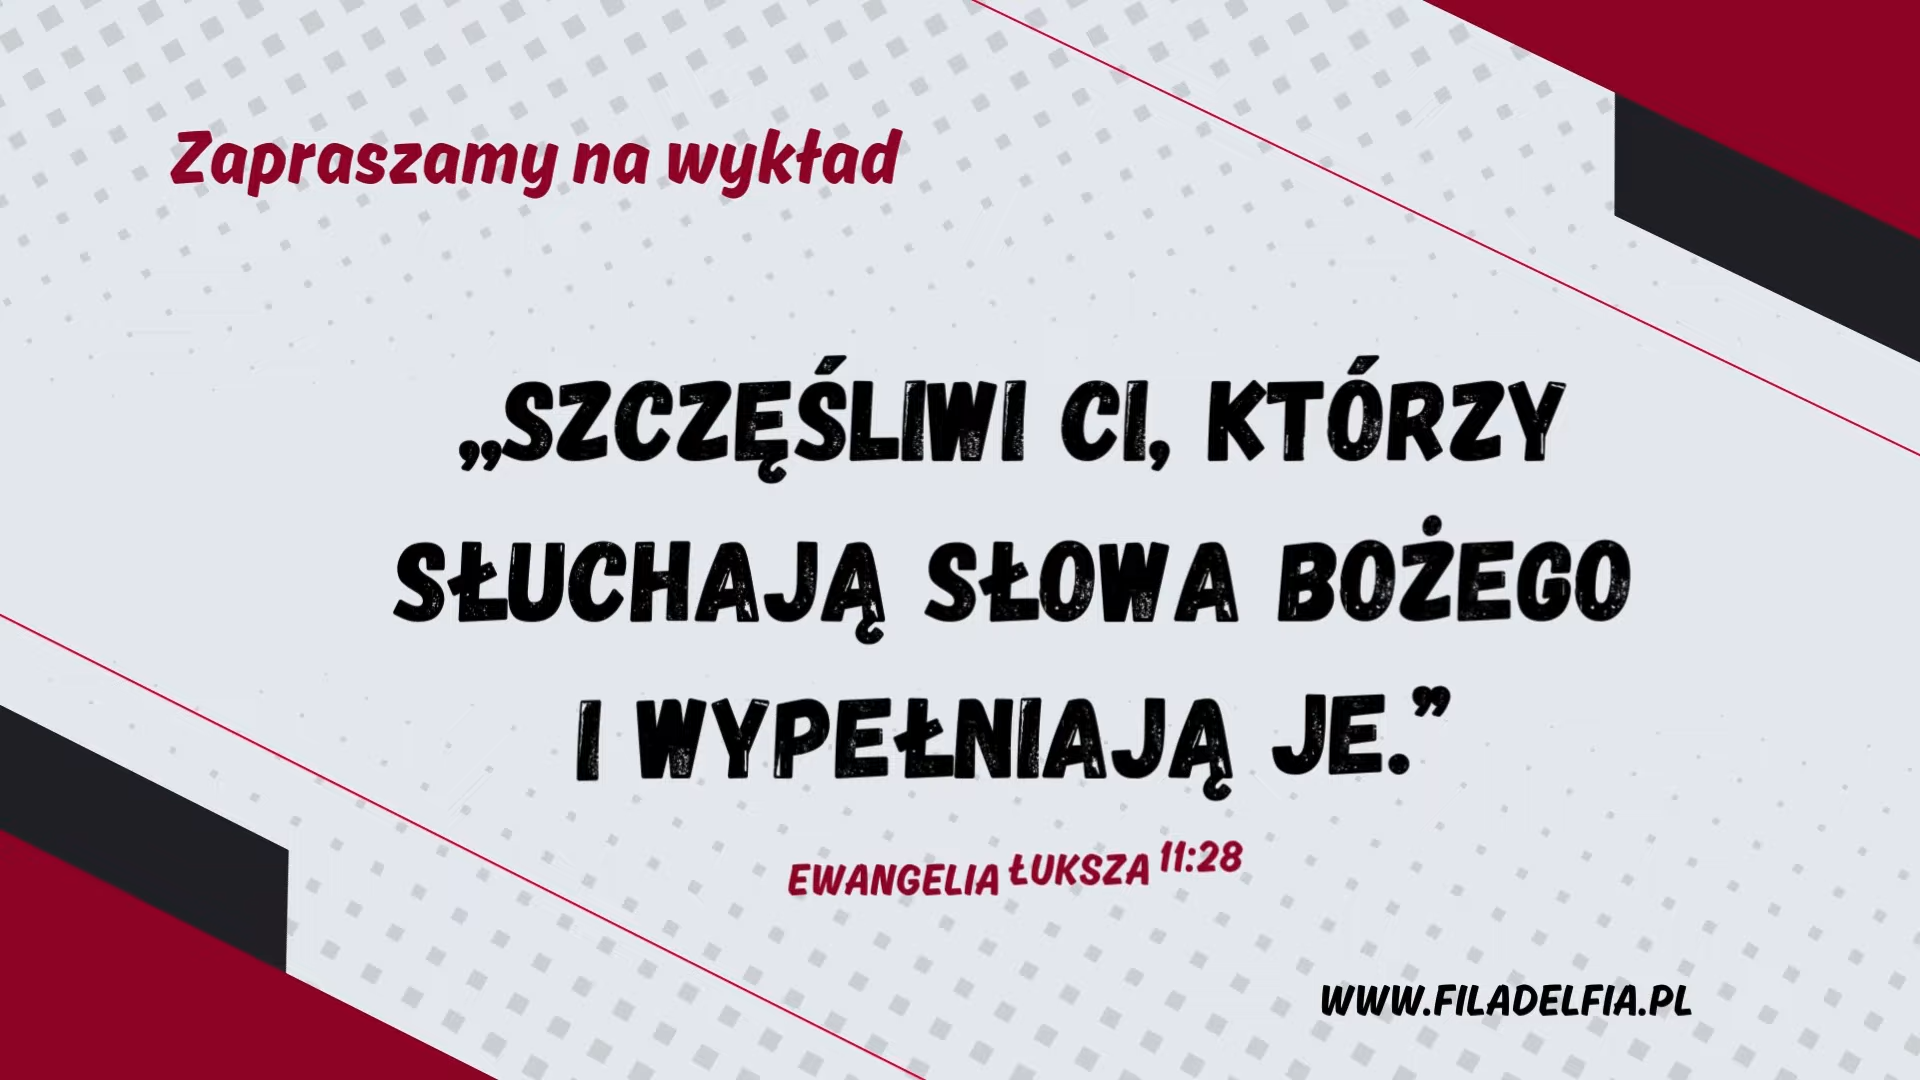 Zapraszamy na wykład
„SZCZĘŚLIWI CI, KTÓRZY
SŁUCHAJĄ SŁOWA BOŻEGO
I WYPEŁNIAJĄ JE.”
EWANGELIA ŁUKSZA 11:28
WWW.FILADELFIA.PL